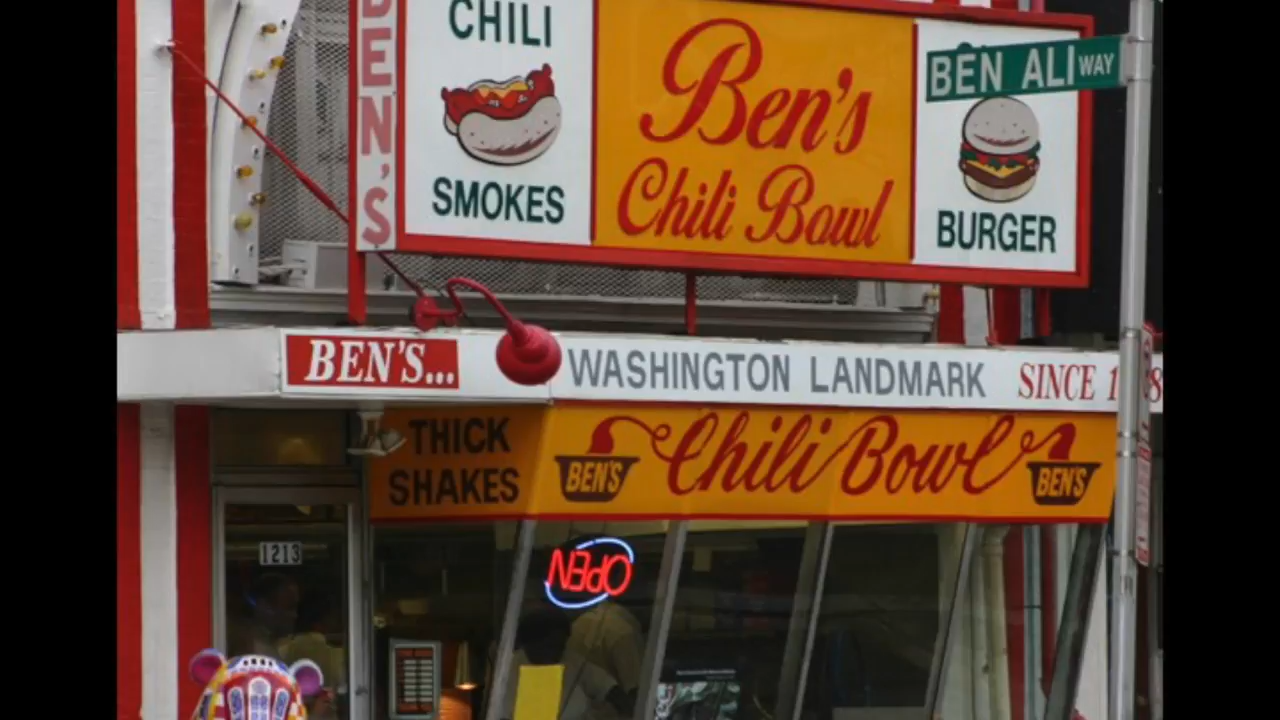 BEN'S
CHILI
SMOKES
Ben's
Chili Bowl
BURGER
BEN ALI WAY
BEN'S...
WASHINGTON LANDMARK
SINCE
THICK
SHAKES
BEN'S
Chili Bowl
BEN'S
1213
OPEN